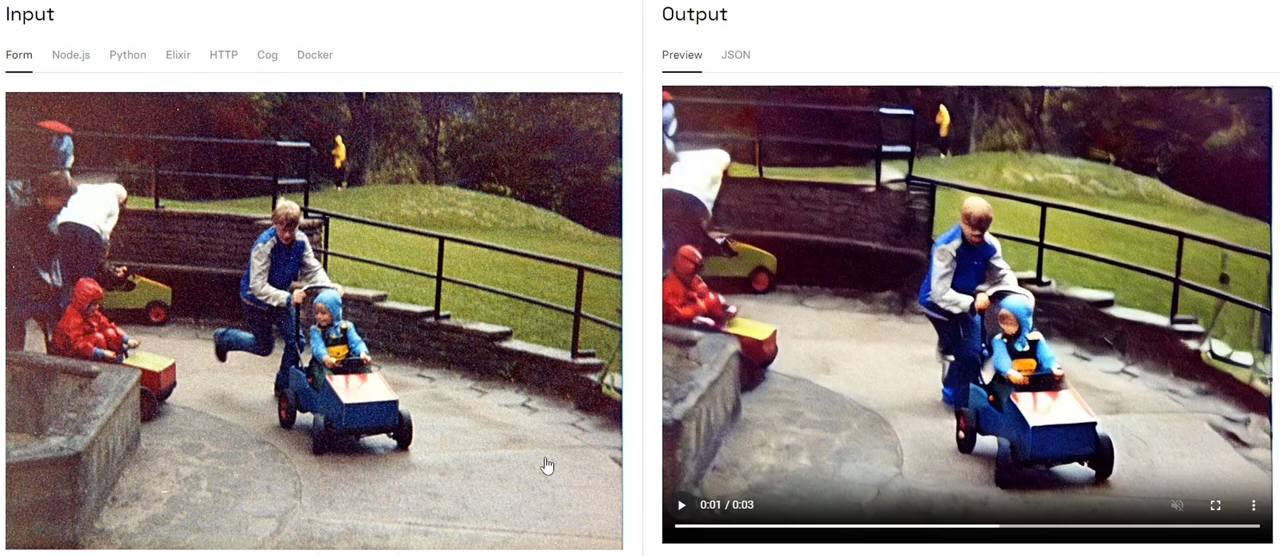 Input
Form Node.js Python Elixir HTTP Cog Docker
Output
Preview JSON
0:01 / 0:03